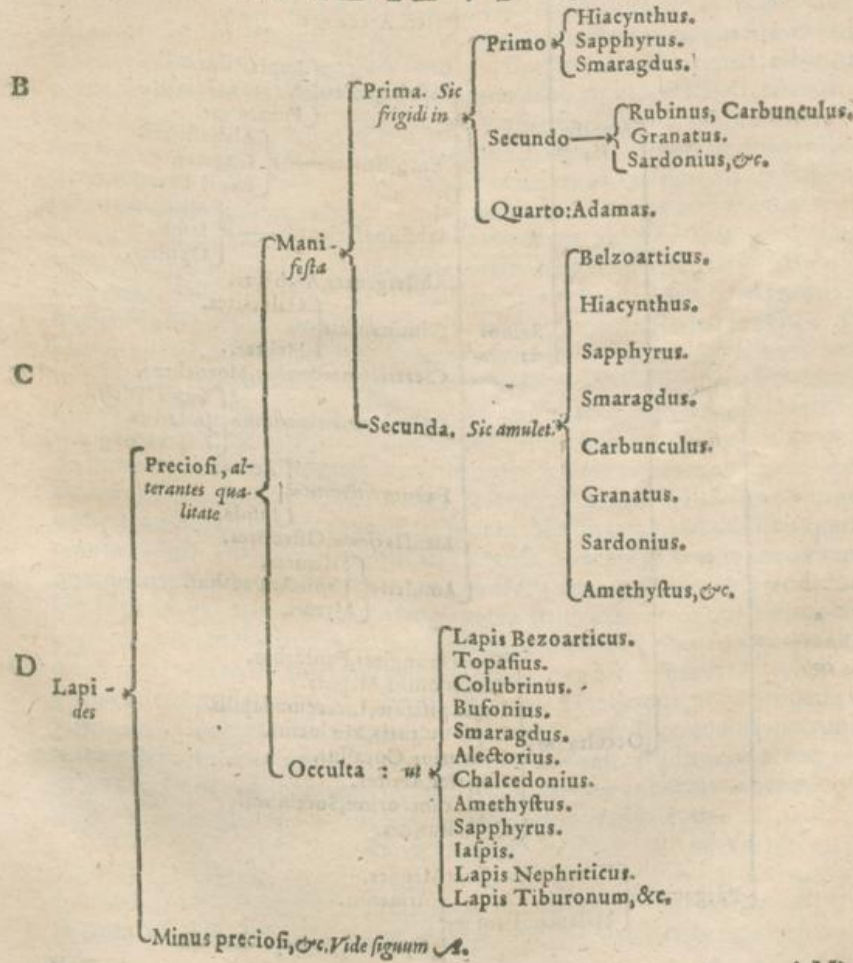 Hiacynthus.
Primo Sapphyrus.
Smaragdus.
B
Prima. Sic
frigidi in
Rubinus, Carbunculus.
Secundo Granatus.
Sardonius, &c.
Quarto: Adamas.
Mani-
festa
Belzoarticus.
Hiacynthus.
Sapphyrus.
C
Smaragdus.
Secunda. Sic amulet.
Carbunculus.
Preciosi, al-
terantes qua-
litate
Granatus.
Sardonius.
Amethystus, &c.
D
Lapi-
des
Lapis Bezoarticus.
Topasius.
Colubrinus.
Bufonius.
Smaragdus.
Alectorius.
Occulta : ut Chalcedonius.
Amethystus.
Sapphyrus.
Iaspis.
Lapis Nephriticus.
Lapis Tiburonum, &c.
Minus preciosi, &c. Vide siguum A.